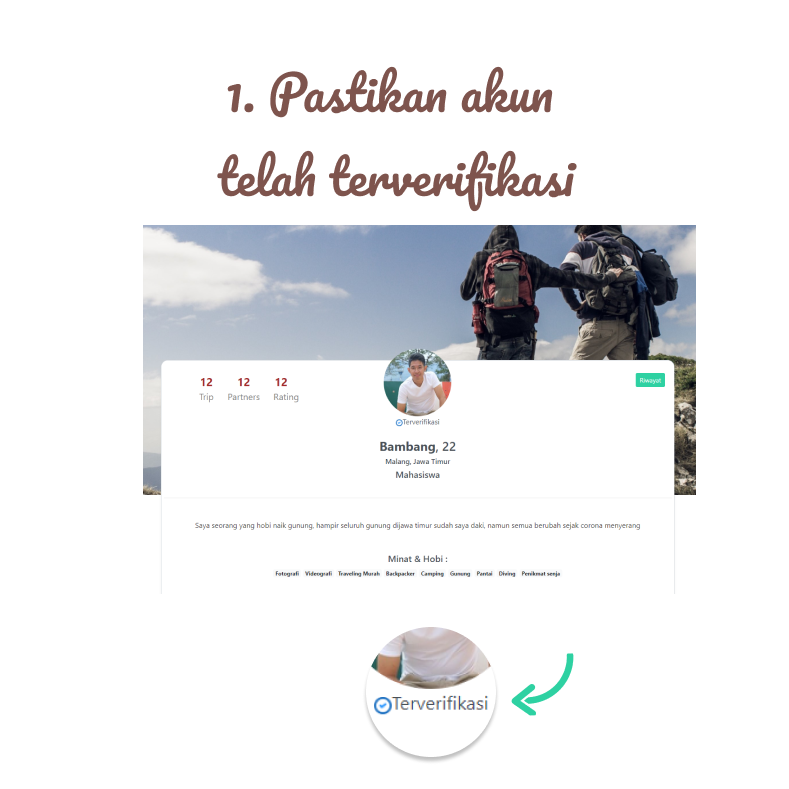 1. Pastikan akun
telah terverifikasi
12 12 12
Trip Partners Rating
Riwayat
Terverifikasi
Bambang, 22
Malang, Jawa Timur
Mahasiswa
Saya seorang yang hobi naik gunung, hampir seluruh gunung dijawa timur sudah saya daki, namun semua berubah sejak corona menyerang
Minat & Hobi :
Fotografi Videografi Traveling Murah Backpacker Camping Gunung Pantai Diving Penikmat senja
Terverifikasi